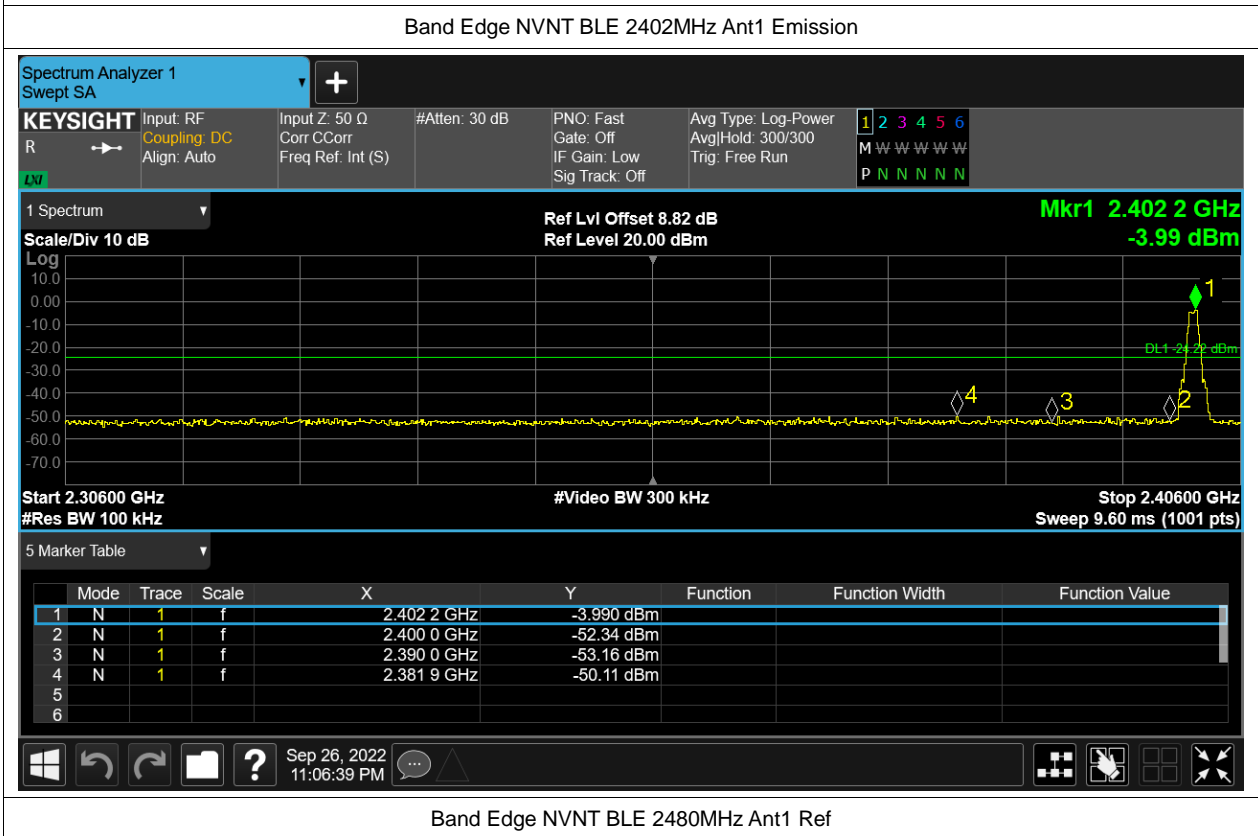 Band Edge NVNT BLE 2402MHz Ant1 Emission
Spectrum Analyzer 1
Swept SA
KEYSIGHT
R
LXI
Input: RF
Coupling: DC
Align: Auto
Input Z: 50 Ω
Corr CCorr
Freq Ref: Int (S)
#Atten: 30 dB
PNO: Fast
Gate: Off
IF Gain: Low
Sig Track: Off
Avg Type: Log-Power
Avg|Hold: 300/300
Trig: Free Run
1 2 3 4 5 6
M W W W W W
P N N N N N
1 Spectrum
Scale/Div 10 dB
Ref Lvl Offset 8.82 dB
Ref Level 20.00 dBm
Mkr1 2.402 2 GHz
-3.99 dBm
Log
10.0
0.00
-10.0
-20.0
-30.0
-40.0
-50.0
-60.0
-70.0
1
DL1 -24.22 dBm
4
3
2
Start 2.30600 GHz
#Video BW 300 kHz
Stop 2.40600 GHz
#Res BW 100 kHz
Sweep 9.60 ms (1001 pts)
5 Marker Table
Mode Trace Scale X Y Function Function Width Function Value
1 N 1 f 2.402 2 GHz -3.990 dBm
2 N 1 f 2.400 0 GHz -52.34 dBm
3 N 1 f 2.390 0 GHz -53.16 dBm
4 N 1 f 2.381 9 GHz -50.11 dBm
5
6
?
Sep 26, 2022
11:06:39 PM
Band Edge NVNT BLE 2480MHz Ant1 Ref